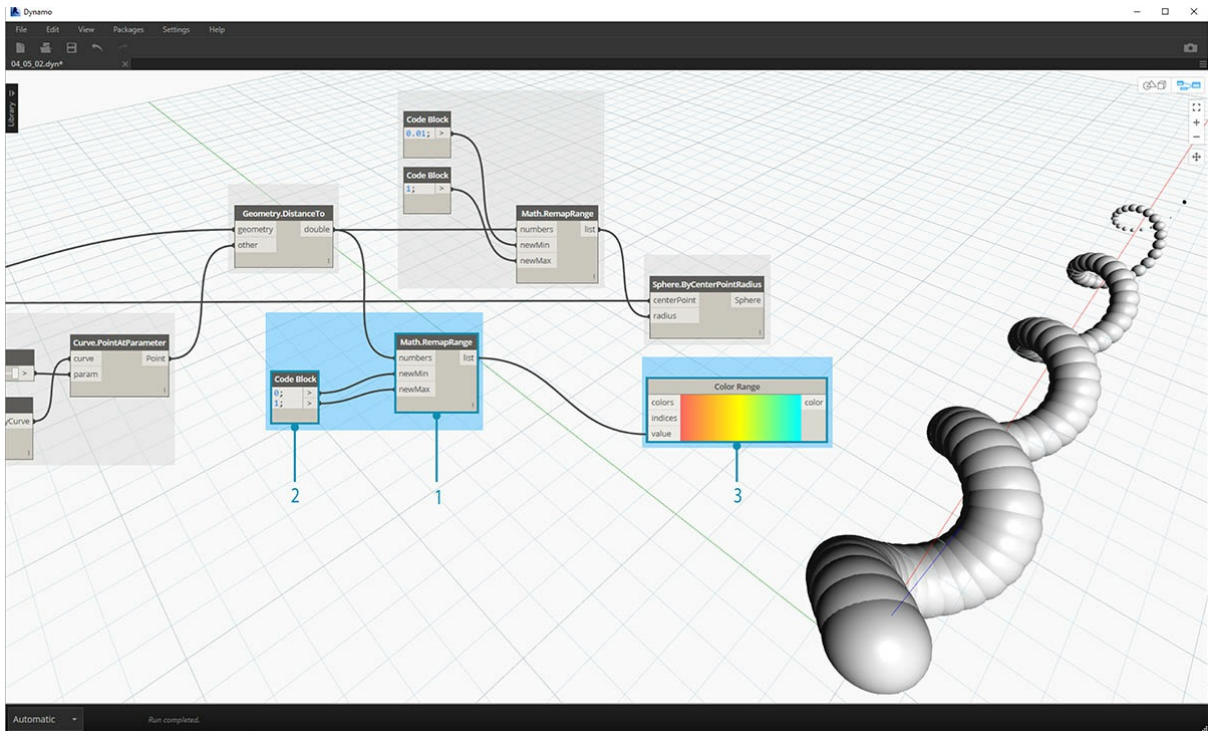 Dynamo
File Edit View Packages Settings Help
04_05_02.dyn*
Library
Code Block
0.01; >
Code Block
1; >
Geometry.DistanceTo
geometry double
other
Math.RemapRange
numbers list
newMin
newMax
Sphere.ByCenterPointRadius
centerPoint Sphere
radius
Curve.PointAtParameter
curve Point
param
>
yCurve
Math.RemapRange
numbers list
newMin
newMax
Code Block
0; >
1; >
Color Range
colors color
indices
value
2
1
3
Automatic
Run completed.